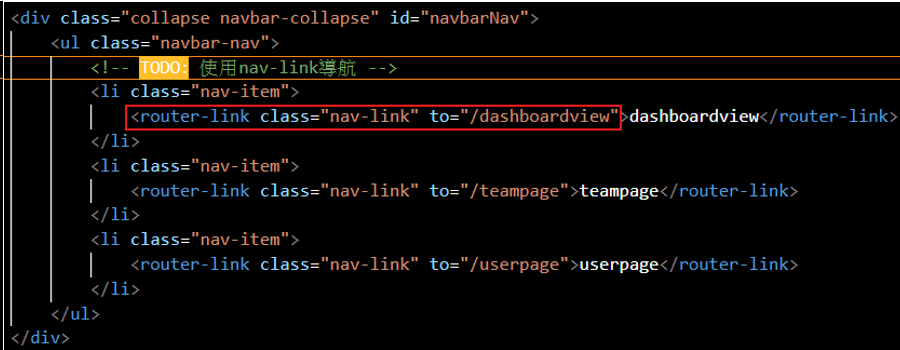 <div class="collapse navbar-collapse" id="navbarNav">
<ul class="navbar-nav">
<!-- TODO: 使用nav-link導航 -->
<li class="nav-item">
<router-link class="nav-link" to="/dashboardview">dashboardview</router-link>
</li>
<li class="nav-item">
<router-link class="nav-link" to="/teampage">teampage</router-link>
</li>
<li class="nav-item">
<router-link class="nav-link" to="/userpage">userpage</router-link>
</li>
</ul>
</div>